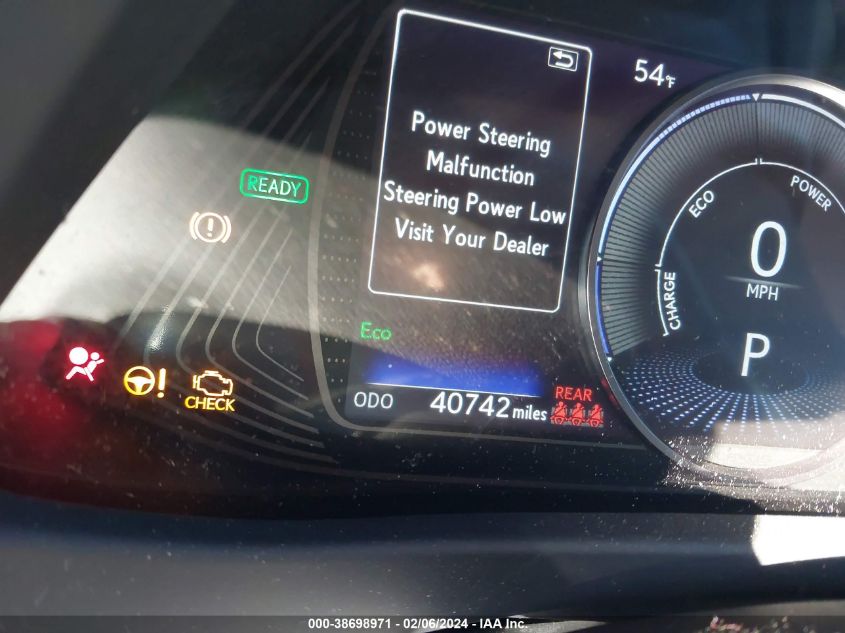 54°F
Power Steering
Malfunction
Steering Power Low
Visit Your Dealer
READY
Eco
CHECK
ODO 40742 miles
REAR
CHARGE
ECO
POWER
0
MPH
P
000-38698971 - 02/06/2024 - IAA Inc.